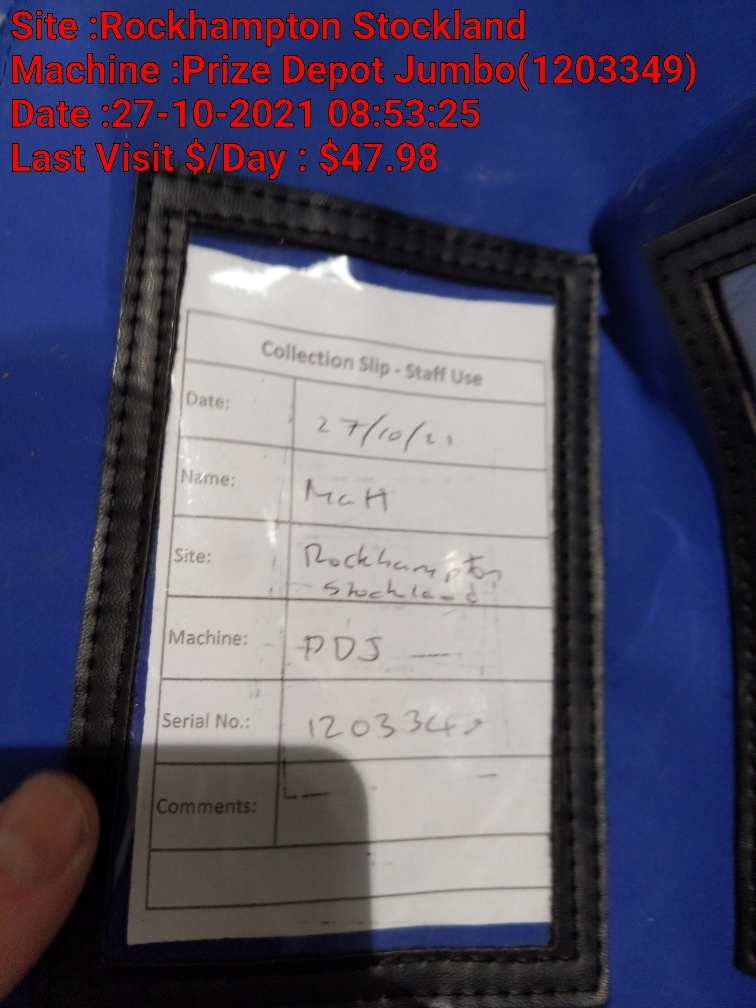 Site :Rockhampton Stockland
Machine :Prize Depot Jumbo(1203349)
Date :27-10-2021 08:53:25
Last Visit $/Day : $47.98
Collection Slip - Staff Use
Date: 27/10/21
Name: Matt
Site: Rockhampton
Stockland
Machine: PDJ
Serial No.: 1203349
Comments: